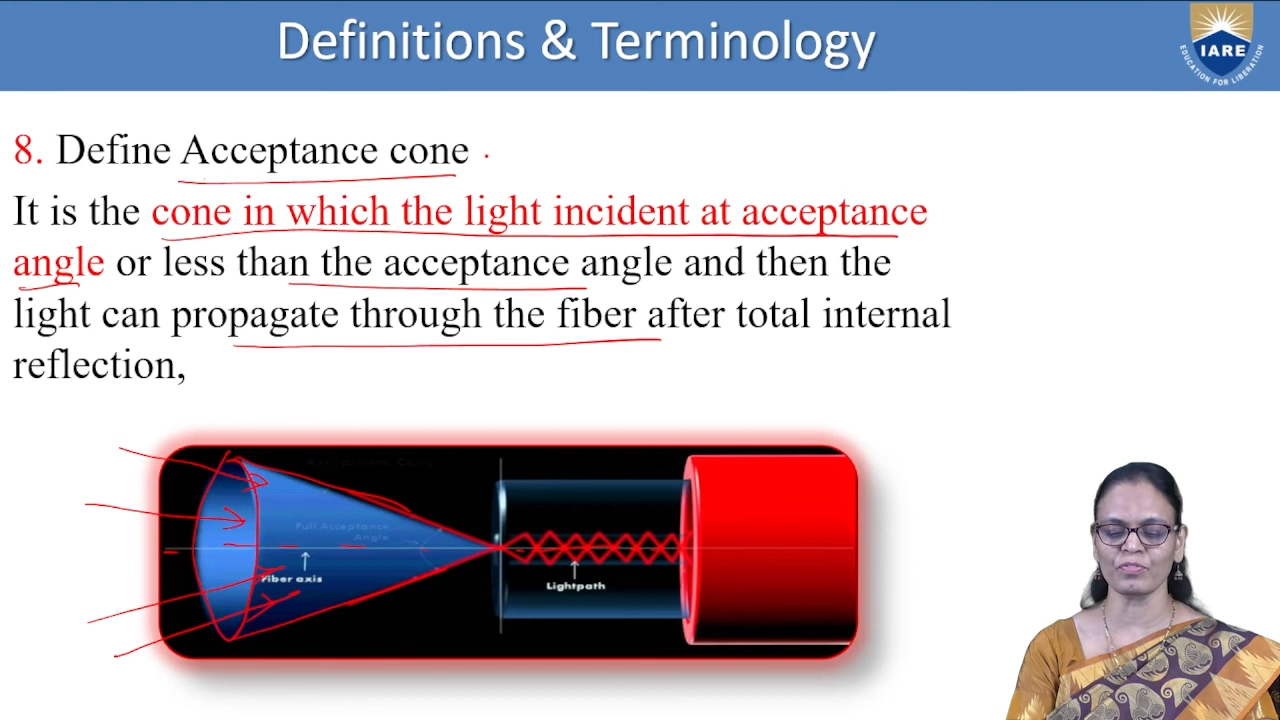 Definitions & Terminology
IARE
EDUCATION FOR LIBERATION
8. Define Acceptance cone
It is the cone in which the light incident at acceptance
angle or less than the acceptance angle and then the
light can propagate through the fiber after total internal
reflection,
Acceptance Cone
Full Acceptance
Angle
Fiber axis
Lightpath